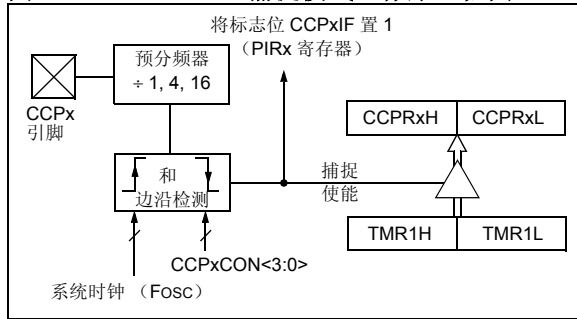 将标志位 CCPxIF 置 1
（PIRx 寄存器）
预分频器
÷ 1, 4, 16
CCPx
引脚
CCPRxH
CCPRxL
和
边沿检测
捕捉
使能
TMR1H
TMR1L
CCPxCON<3:0>
系统时钟 （FOSC）